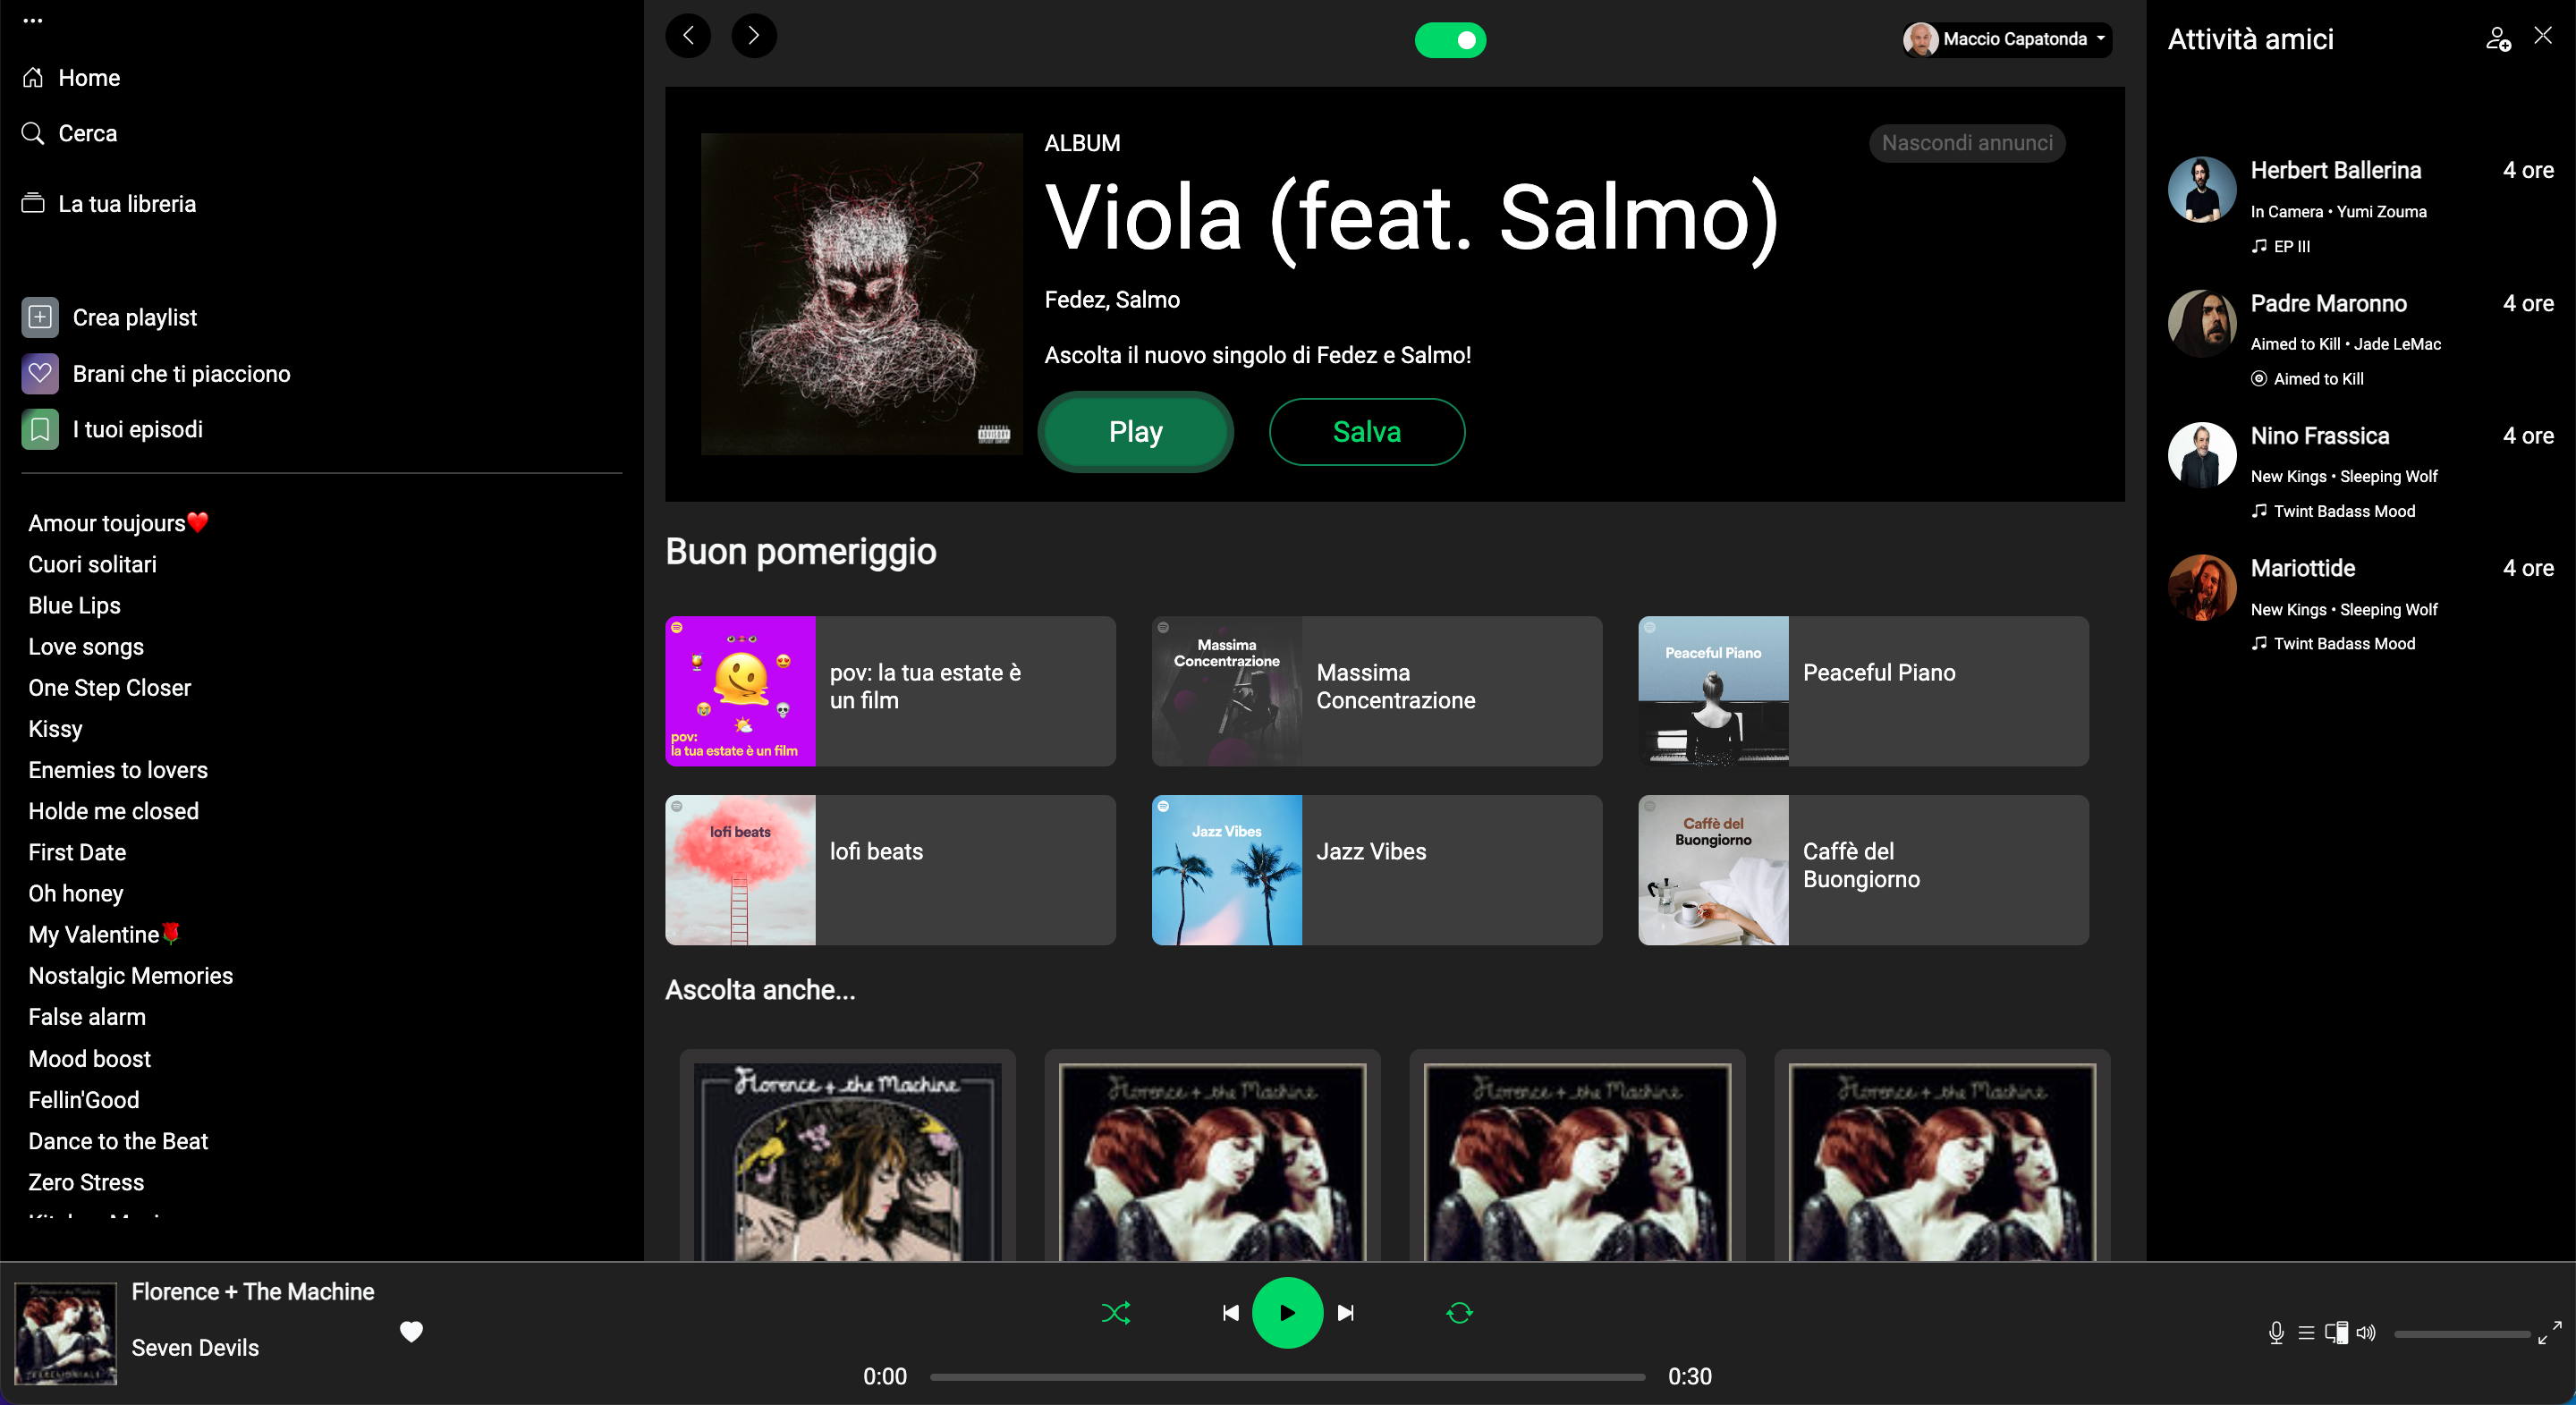 Home
Cerca
La tua libreria
Crea playlist
Brani che ti piacciono
I tuoi episodi
Amour toujours❤️
Cuori solitari
Blue Lips
Love songs
One Step Closer
Kissy
Enemies to lovers
Holde me closed
First Date
Oh honey
My Valentine🌹
Nostalgic Memories
False alarm
Mood boost
Fellin'Good
Dance to the Beat
Zero Stress
Maccio Capatonda
ALBUM
Nascondi annunci
Viola (feat. Salmo)
Fedez, Salmo
Ascolta il nuovo singolo di Fedez e Salmo!
Play
Salva
ADVISORY
Buon pomeriggio
pov:
la tua estate è un film
pov: la tua estate è
un film
Massima
Concentrazione
Massima
Concentrazione
Peaceful Piano
Peaceful Piano
lofi beats
lofi beats
Jazz Vibes
Jazz Vibes
Caffè del
Buongiorno
Caffè del
Buongiorno
Ascolta anche...
Florence + the Machine
Florence + the Machine
Florence + the Machine
Florence + the Machine
Attività amici
Herbert Ballerina
4 ore
In Camera • Yumi Zouma
EP III
Padre Maronno
4 ore
Aimed to Kill • Jade LeMac
Aimed to Kill
Nino Frassica
4 ore
New Kings • Sleeping Wolf
Twint Badass Mood
Mariottide
4 ore
New Kings • Sleeping Wolf
Twint Badass Mood
Florence + The Machine
Seven Devils
0:00
0:30